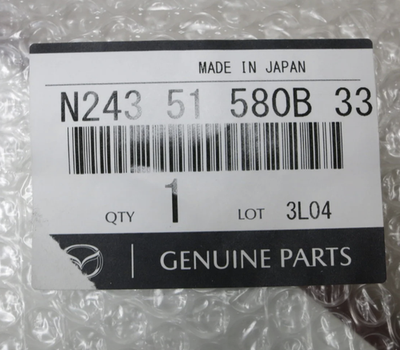 MADE IN JAPAN
N243 51 580B 33
QTY 1 LOT 3L04
GENUINE PARTS